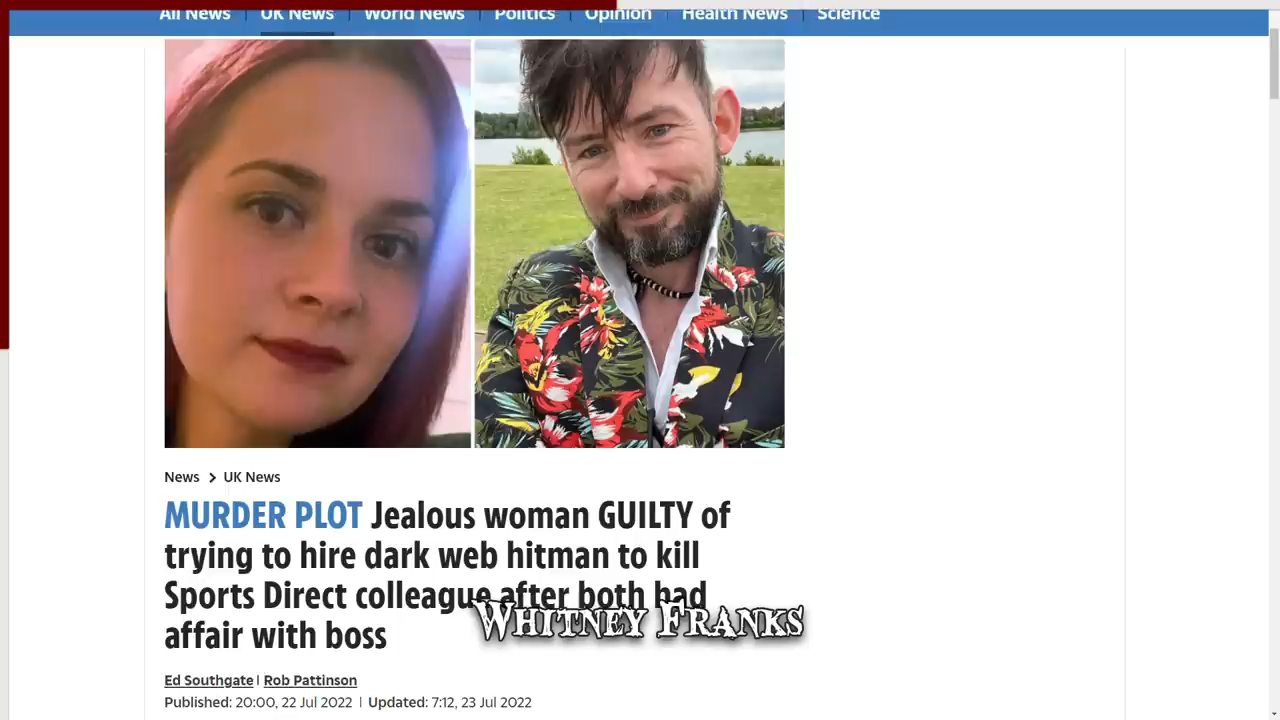 All News UK News World News Politics Opinion Health News Science
News > UK News
MURDER PLOT Jealous woman GUILTY of
trying to hire dark web hitman to kill
Sports Direct colleague after both had
affair with boss
WHITNEY FRANKS
Ed Southgate | Rob Pattinson
Published: 20:00, 22 Jul 2022 | Updated: 7:12, 23 Jul 2022